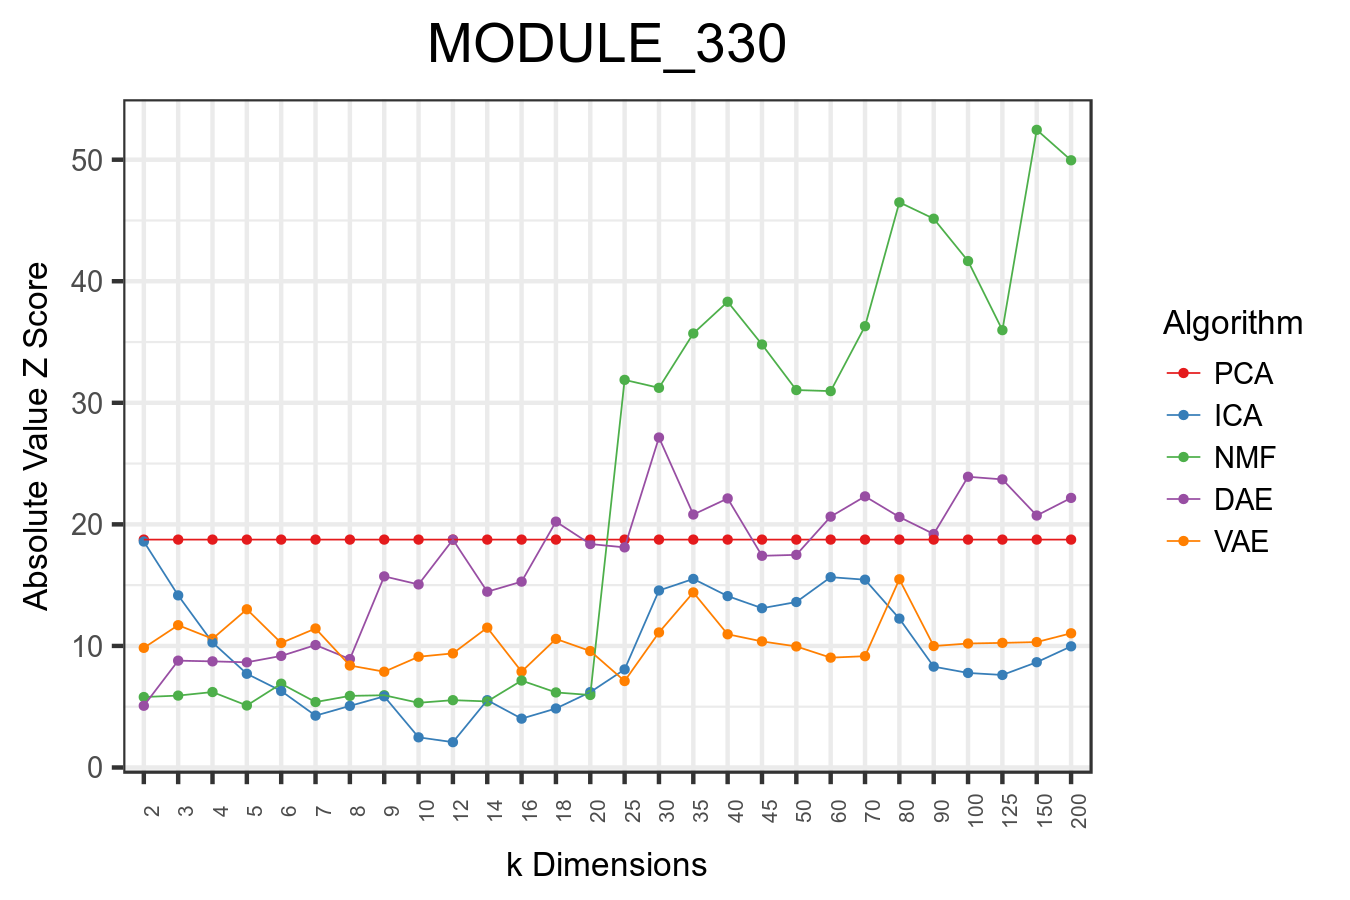 MODULE_330
Absolute Value Z Score
50
40
30
20
10
0
2 3 4 5 6 7 8 9 10 12 14 16 18 20 25 30 35 40 45 50 60 70 80 90 100 125 150 200
k Dimensions
Algorithm
PCA
ICA
NMF
DAE
VAE